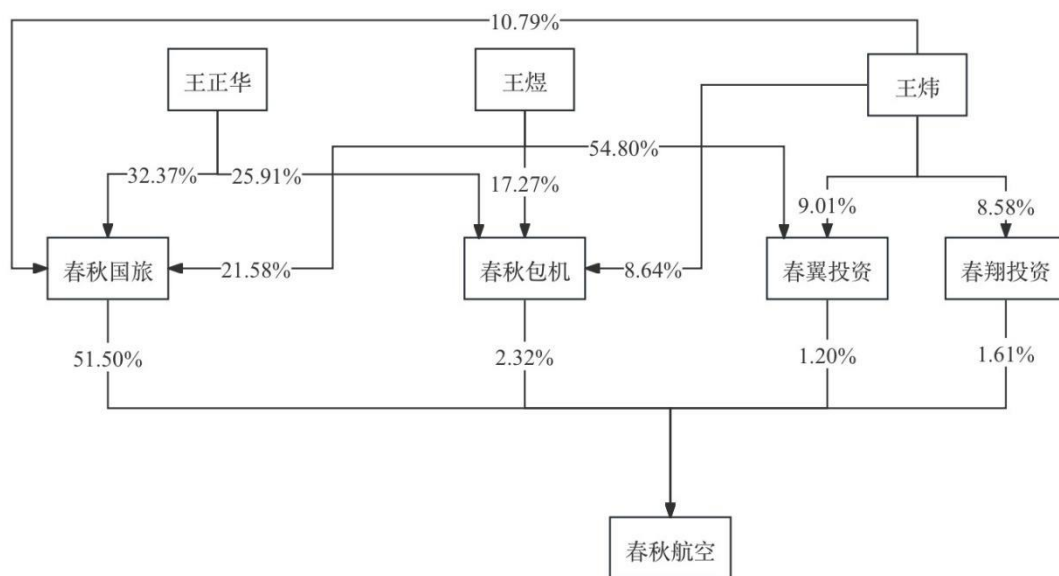 10.79%
王正华
王煜
王炜
54.80%
32.37%
25.91%
17.27%
9.01%
8.58%
春秋国旅
21.58%
春秋包机
8.64%
春翼投资
春翔投资
51.50%
2.32%
1.20%
1.61%
春秋航空